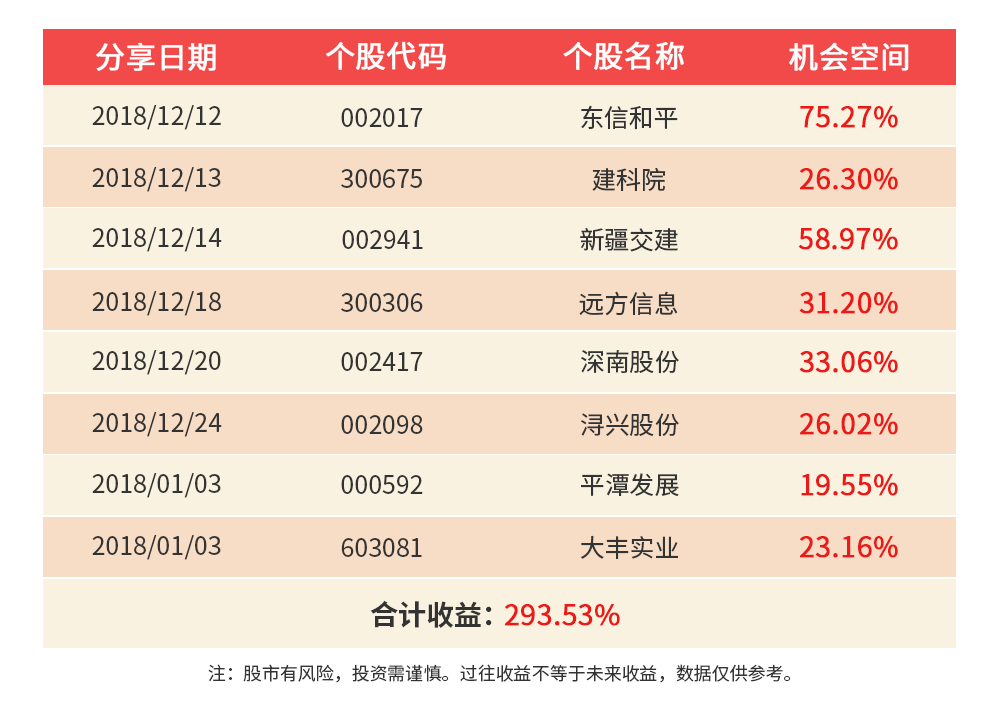 分享日期 个股代码 个股名称 机会空间
2018/12/12 002017 东信和平 75.27%
2018/12/13 300675 建科院 26.30%
2018/12/14 002941 新疆交建 58.97%
2018/12/18 300306 远方信息 31.20%
2018/12/20 002417 深南股份 33.06%
2018/12/24 002098 浔兴股份 26.02%
2018/01/03 000592 平潭发展 19.55%
2018/01/03 603081 大丰实业 23.16%
合计收益：293.53%
注：股市有风险，投资需谨慎。过往收益不等于未来收益，数据仅供参考。